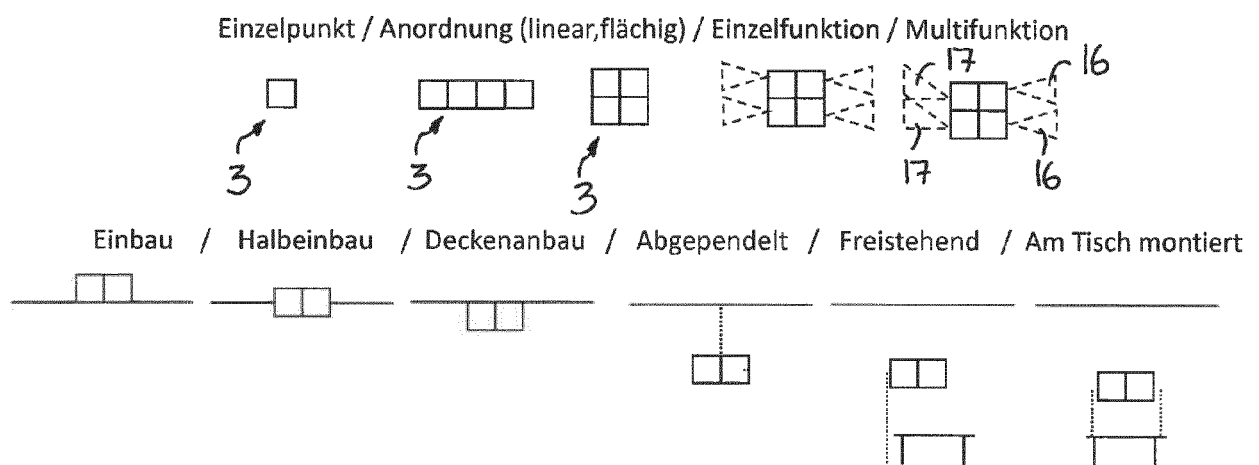 Einzelpunkt / Anordnung (linear,flächig) / Einzelfunktion / Multifunktion
17 16
3 3 3 17 16
Einbau / Halbeinbau / Deckenanbau / Abgependelt / Freistehend / Am Tisch montiert